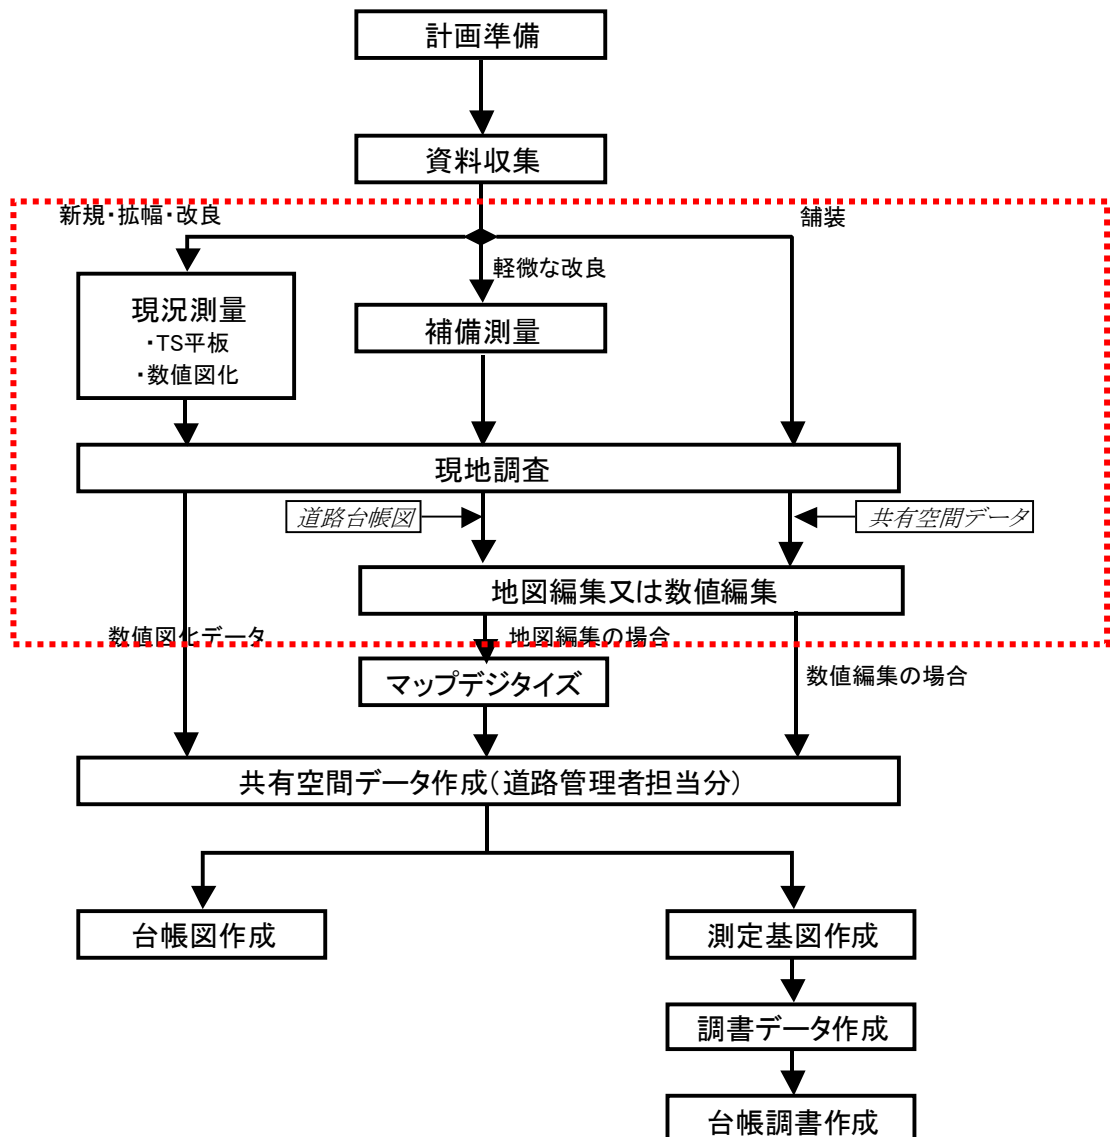 計画準備
資料収集
新規・拡幅・改良
舗装
軽微な改良
現況測量
・TS平板
・数値図化
補備測量
現地調査
道路台帳図
共有空間データ
地図編集又は数値編集
数値図化データ
地図編集の場合
マップデジタイズ
数値編集の場合
共有空間データ作成（道路管理者担当分）
台帳図作成
測定基図作成
調書データ作成
台帳調書作成